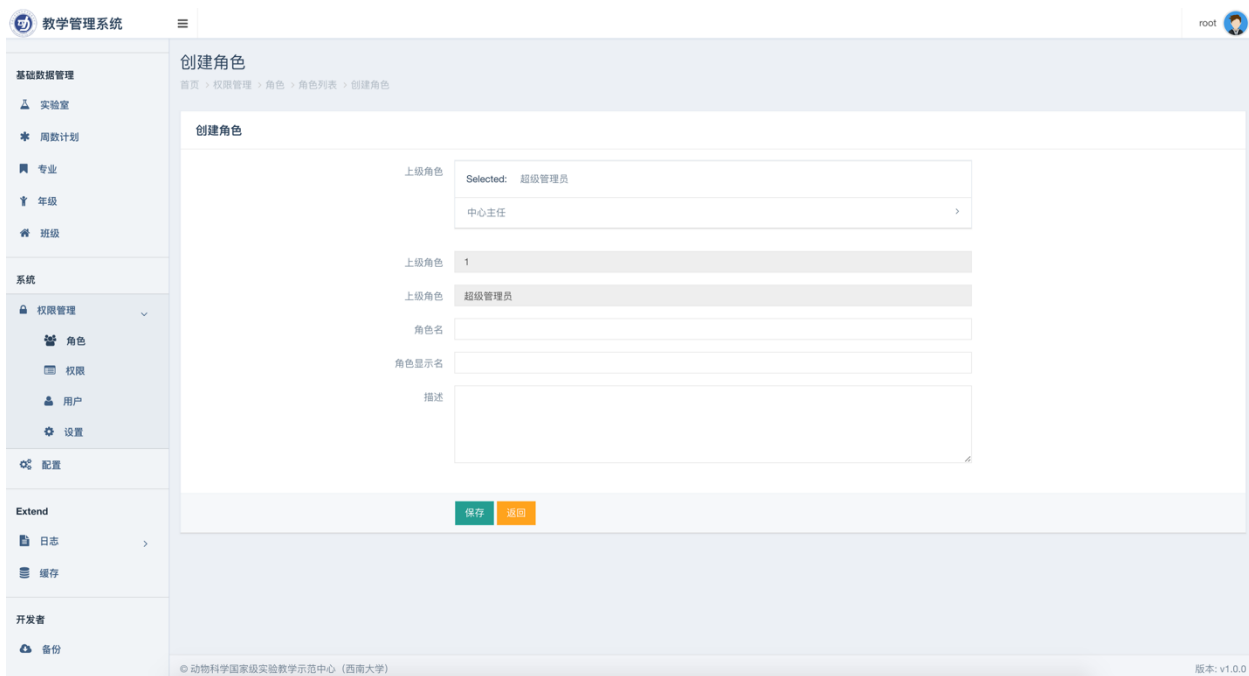 教学管理系统
root
基础数据管理
实验室
周数计划
专业
年级
班级
系统
权限管理
角色
权限
用户
设置
配置
Extend
日志
缓存
开发者
备份
创建角色
首页 > 权限管理 > 角色 > 角色列表 > 创建角色
创建角色
上级角色 Selected: 超级管理员
中心主任
上级角色 1
上级角色 超级管理员
角色名
角色显示名
描述
保存 返回
© 动物科学国家级实验教学示范中心（西南大学） 版本: v1.0.0